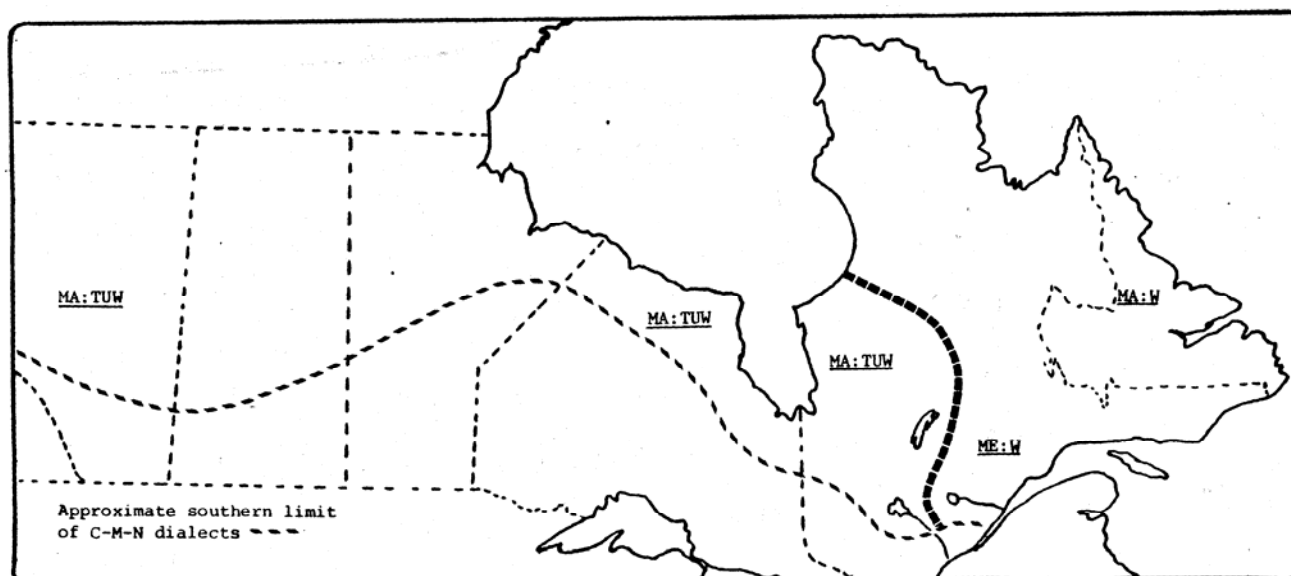 MA:TUW
MA:TUW
MA:TUW
MA:W
ME:W
Approximate southern limit
of C-M-N dialects